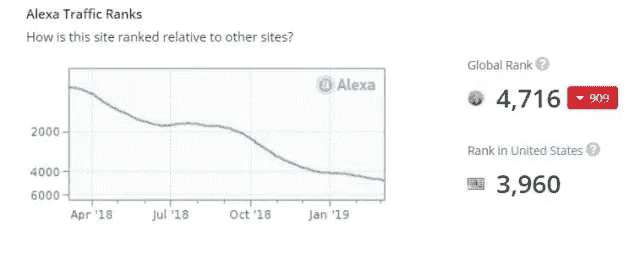 Alexa Traffic Ranks
How is this site ranked relative to other sites?
Alexa
2000
4000
6000
Apr '18
Jul '18
Oct '18
Jan '19
Global Rank
4,716
909
Rank in United States
3,960